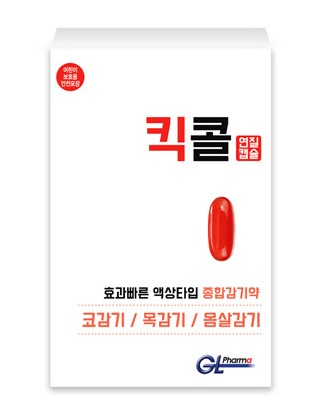 어린이
보호용
안전포장
킥콜 연질
캡슐
효과빠른 액상타입 종합감기약
코감기 / 목감기 / 몸살감기
GL Pharma